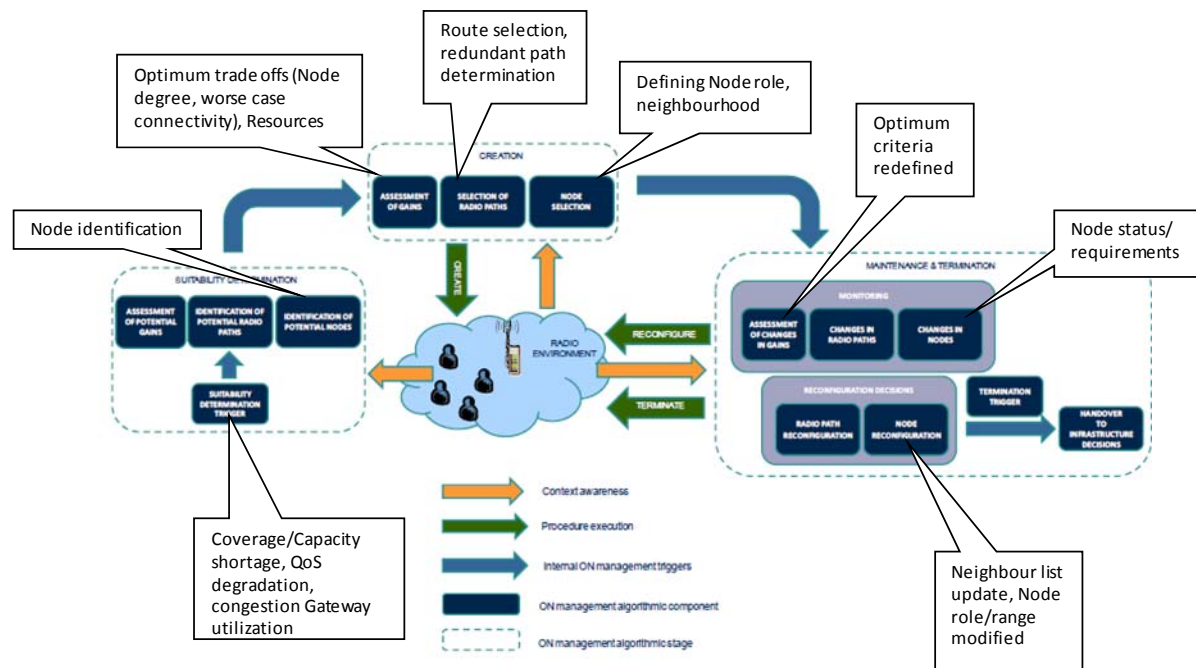 Route selection,
redundant path
determination
Optimum trade offs (Node
degree, worse case
connectivity), Resources
Defining Node role,
neighbourhood
Optimum
criteria
redefined
Node identification
Node status/
requirements
CREATION
ASSESSMENT
OF GAINS
SELECTION OF
RADIO PATHS
NODE
SELECTION
SUITABILITY DETERMINATION
ASSESSMENT
OF POTENTIAL
GAINS
IDENTIFICATION OF
POTENTIAL RADIO
PATHS
IDENTIFICATION OF
POTENTIAL NODES
SUITABILITY
DETERMINATION
TRIGGER
CREATE
RADIO
ENVIRONMENT
RECONFIGURE
TERMINATE
MAINTENANCE & TERMINATION
MONITORING
ASSESSMENT
OF CHANGES
IN GAINS
CHANGES IN
RADIO PATHS
CHANGES IN
NODES
RECONFIGURATION DECISIONS
RADIO PATH
RECONFIGURATION
NODE
RECONFIGURATION
TERMINATION
TRIGGER
HANDOVER
TO
INFRASTRUCTURE
DECISIONS
Coverage/Capacity
shortage, QoS
degradation,
congestion Gateway
utilization
Neighbour list
update, Node
role/range
modified
Context awareness
Procedure execution
Internal ON management triggers
ON management algorithmic component
ON management algorithmic stage